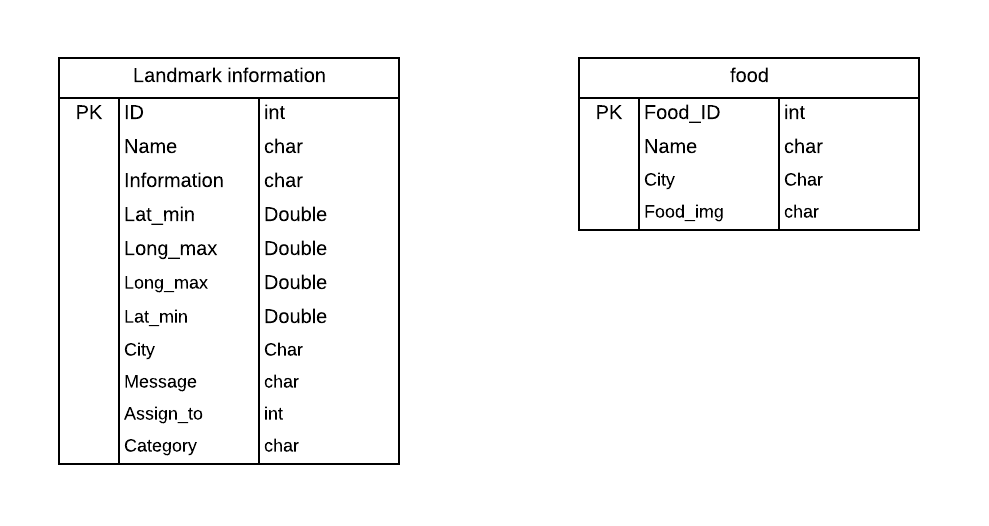 Landmark information
PK ID int
Name char
Information char
Lat_min Double
Long_max Double
Long_max Double
Lat_min Double
City Char
Message char
Assign_to int
Category char
food
PK Food_ID int
Name char
City Char
Food_img char